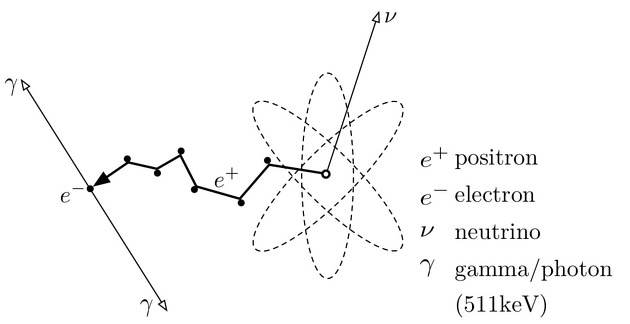 ν
γ
e⁺
e⁻
γ
e⁺ positron
e⁻ electron
ν neutrino
γ gamma/photon
(511keV)